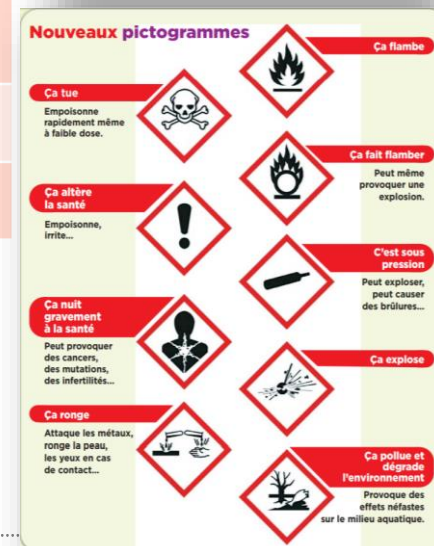 Nouveaux pictogrammes
Ça flambe
Ça tue
Empoisonne
rapidement même
à faible dose.
Ça fait flamber
Peut même
provoquer une
explosion.
Ça altère
la santé
Empoisonne,
irrite...
C'est sous
pression
Peut exploser,
peut causer
des brûlures...
Ça nuit
gravement
à la santé
Peut provoquer
des cancers,
des mutations,
des infertilités...
Ça explose
Ça ronge
Attaque les métaux,
ronge la peau,
les yeux en cas
de contact...
Ça pollue et
dégrade
l'environnement
Provoque des
effets néfastes
sur le milieu aquatique.